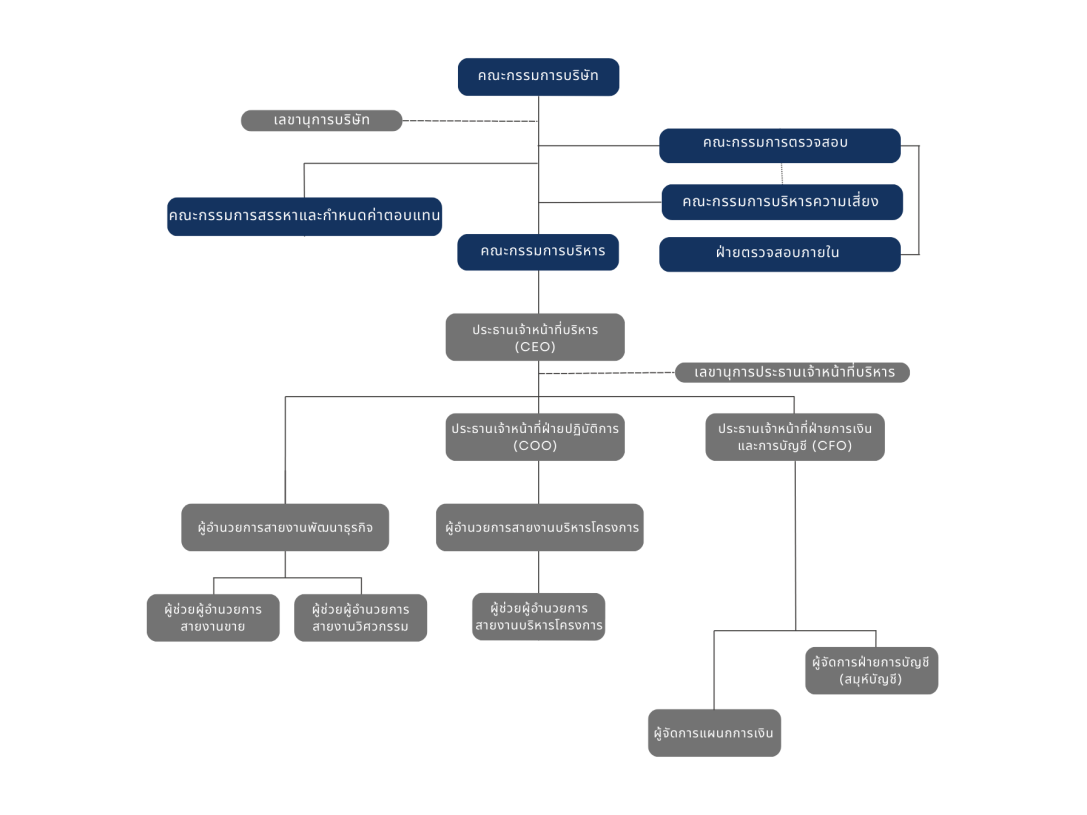 คณะกรรมการบริษัท
เลขานุการบริษัท
คณะกรรมการตรวจสอบ
คณะกรรมการบริหารความเสี่ยง
คณะกรรมการสรรหาและกำหนดค่าตอบแทน
คณะกรรมการบริหาร
ฝ่ายตรวจสอบภายใน
ประธานเจ้าหน้าที่บริหาร
(CEO)
เลขานุการประธานเจ้าหน้าที่บริหาร
ประธานเจ้าหน้าที่ฝ่ายปฏิบัติการ
(COO)
ประธานเจ้าหน้าที่ฝ่ายการเงิน
และการบัญชี (CFO)
ผู้อำนวยการสายงานพัฒนาธุรกิจ
ผู้อำนวยการสายงานบริหารโครงการ
ผู้ช่วยผู้อำนวยการ
สายงานขาย
ผู้ช่วยผู้อำนวยการ
สายงานวิศวกรรม
ผู้ช่วยผู้อำนวยการ
สายงานบริหารโครงการ
ผู้จัดการฝ่ายการบัญชี
(สมุห์บัญชี)
ผู้จัดการแผนกการเงิน